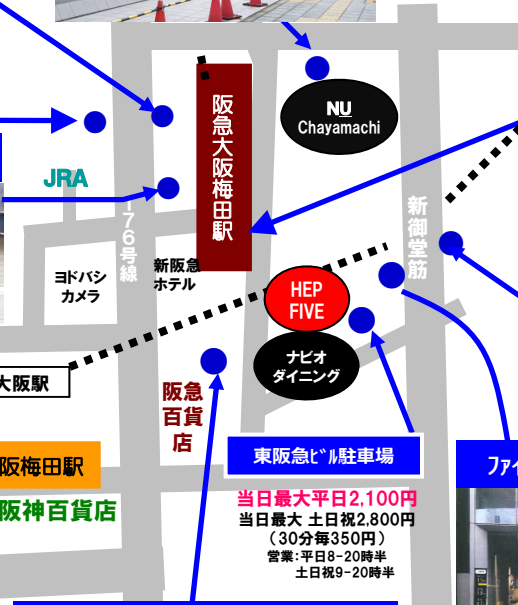 NU
Chayamachi
阪急大阪梅田駅
JRA
176号線
新御堂筋
ヨドバシ
カメラ
新阪急
ホテル
HEP
FIVE
ナビオ
ダイニング
大阪駅
阪急
百貨
店
東阪急ビル駐車場
阪梅田駅
ファイ
阪神百貨店
当日最大平日2,100円
当日最大 土日祝2,800円
（30分毎350円）
営業：平日8-20時半
土日祝9-20時半